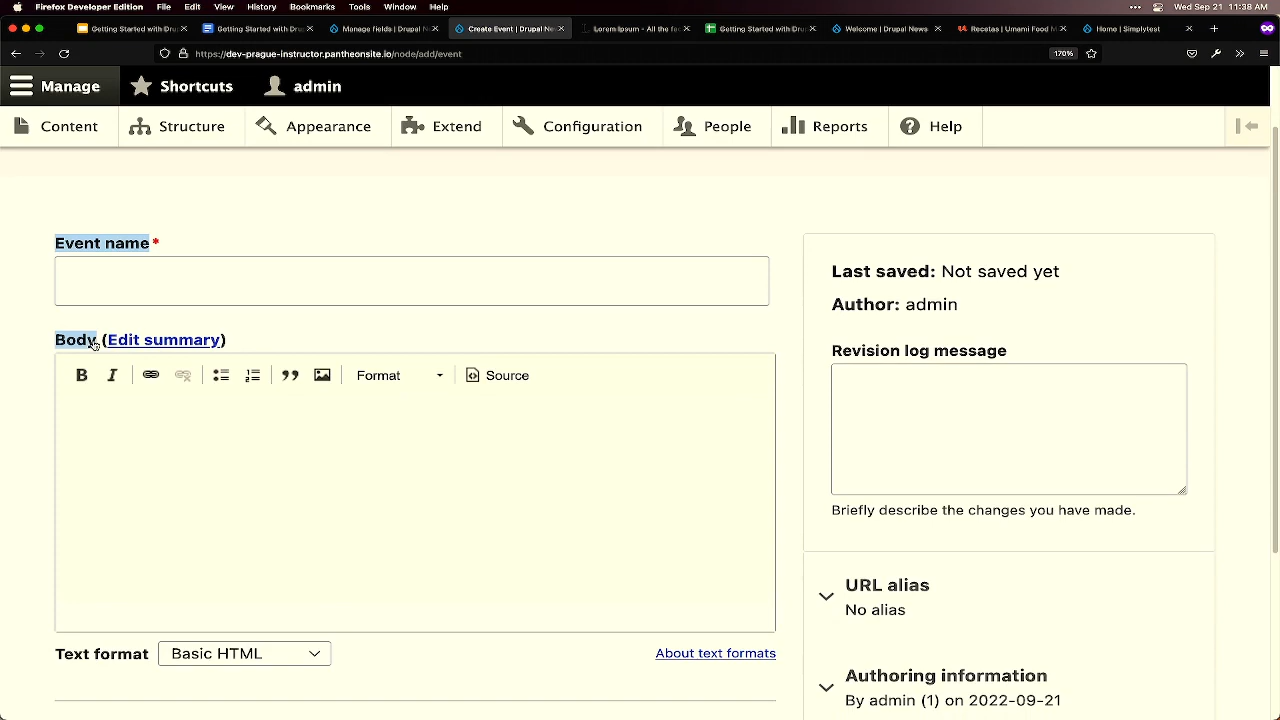 Firefox Developer Edition File Edit View History Bookmarks Tools Window Help Wed Sep 21 11:38 AM
Getting Started with Dru Getting Started with Dru Manage fields | Drupal N Create Event | Drupal Ne Lorem Ipsum - All the fa Getting Started with Dru Welcome | Drupal News Recetas | Umami Food M Home | Simplytest
https://dev-prague-instructor.pantheonsite.io/node/add/event 170%
Manage Shortcuts admin
Content Structure Appearance Extend Configuration People Reports Help
Event name *
Body (Edit summary)
B I Format Source
Text format Basic HTML About text formats
Last saved: Not saved yet
Author: admin
Revision log message
Briefly describe the changes you have made.
URL alias
No alias
Authoring information
By admin (1) on 2022-09-21